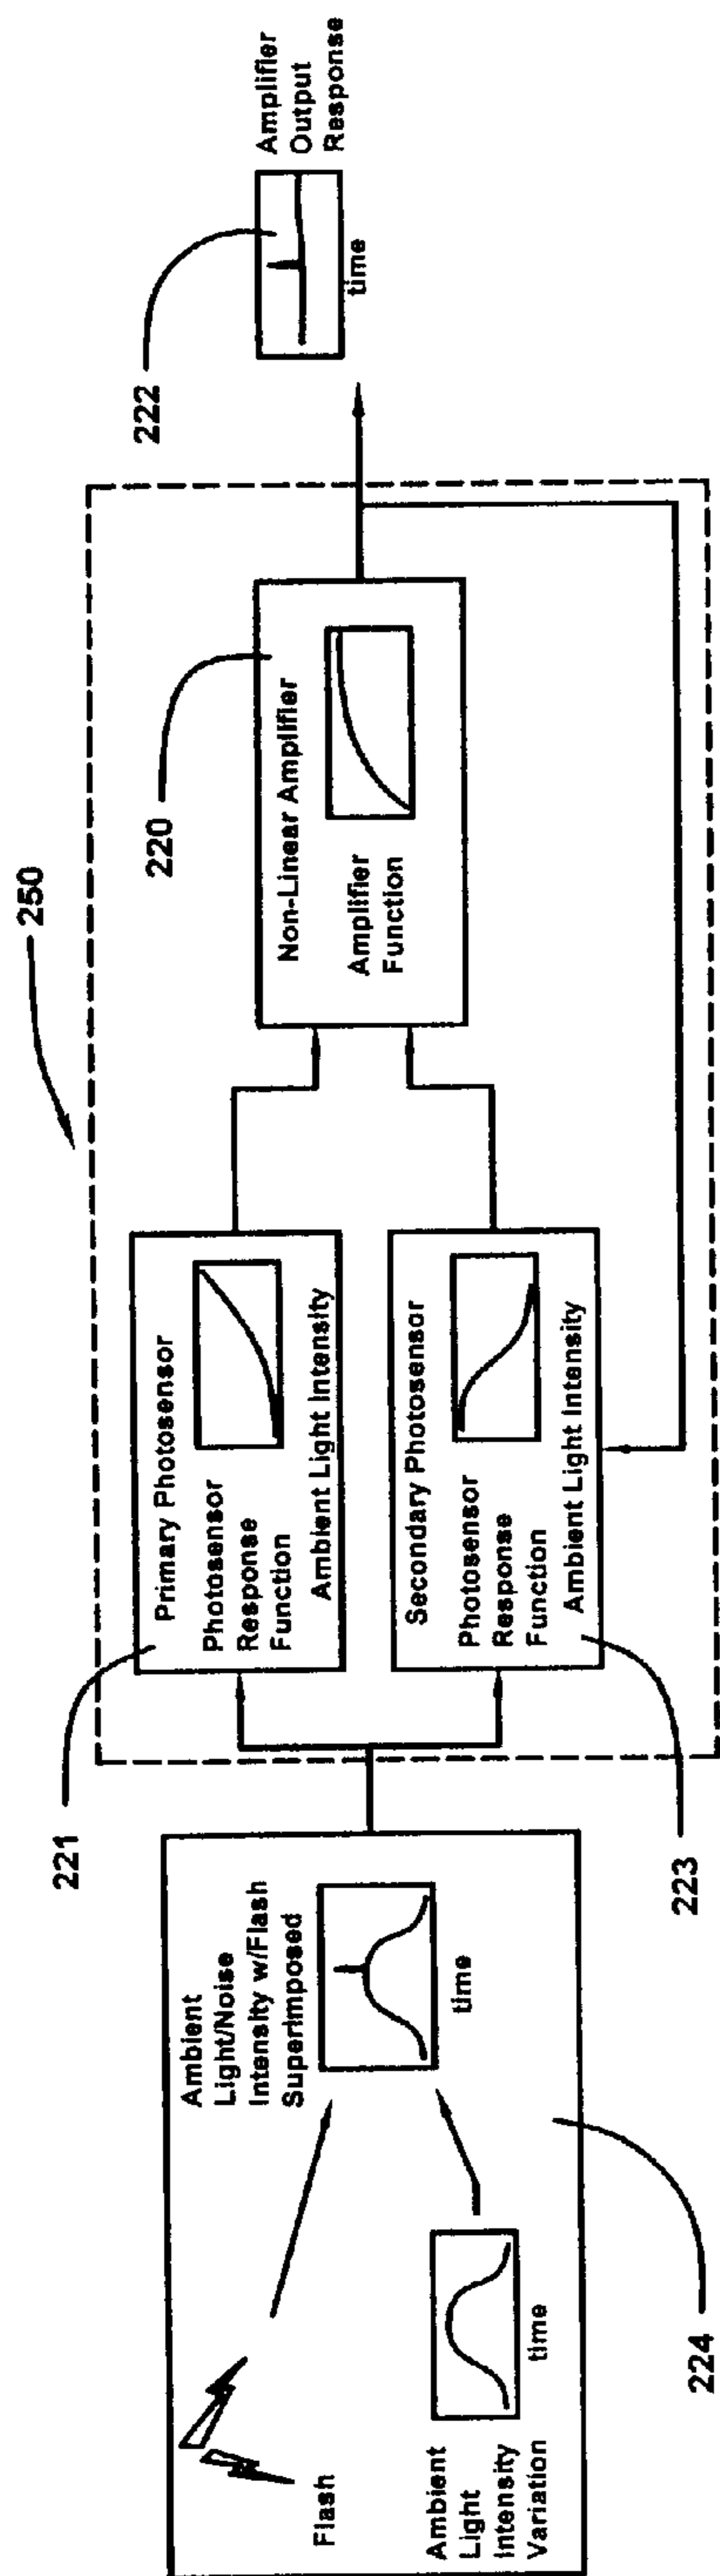 250
221
Primary Photosensor
Photosensor
Response
Function
Ambient Light Intensity
220
Non-Linear Amplifier
Amplifier
Function
222
Amplifier
Output
Response
time
Flash
Ambient
Light/Noise
Intensity w/Flash
Superimposed
time
Ambient
Light
Intensity
Variation
time
224
Secondary Photosensor
Photosensor
Response
Function
Ambient Light Intensity
223